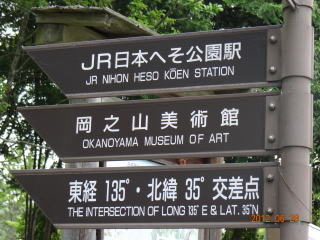 JR日本へそ公園駅
JR NIHON HESO KŌEN STATION
岡之山美術館
OKANOYAMA MUSEUM OF ART
東経 135°・北緯 35° 交差点
THE INTERSECTION OF LONG 135°E & LAT. 35°N